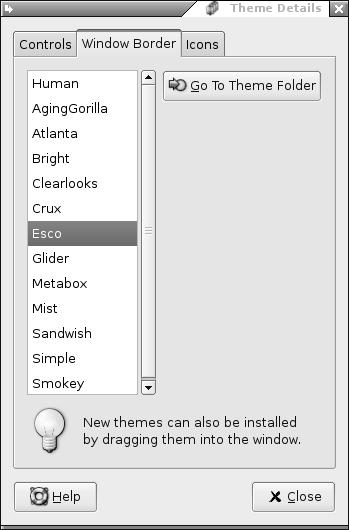 Theme Details
Controls
Window Border
Icons
Human
AgingGorilla
Atlanta
Bright
Clearlooks
Crux
Esco
Glider
Metabox
Mist
Sandwish
Simple
Smokey
Go To Theme Folder
New themes can also be installed
by dragging them into the window.
Help
Close